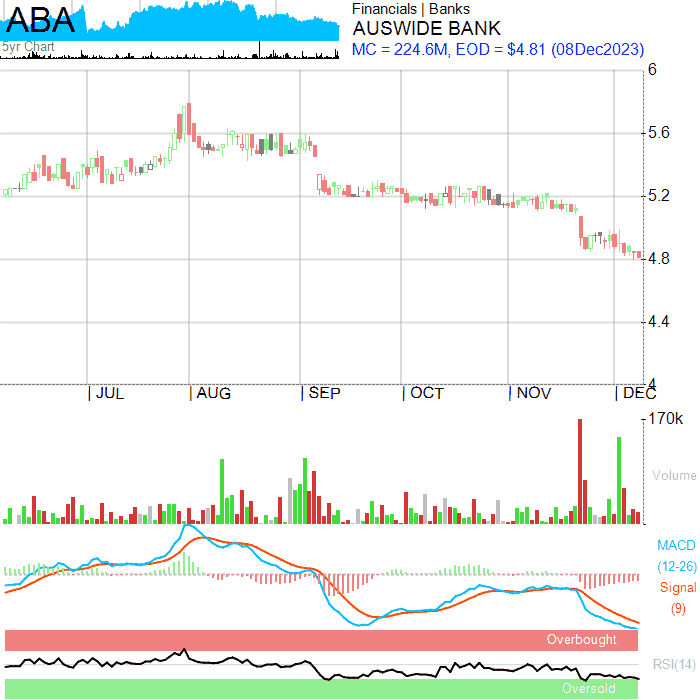 ABA
5yr Chart
Financials | Banks
AUSWIDE BANK
MC = 224.6M, EOD = $4.81 (08Dec2023)
6
5.6
5.2
4.8
4.4
4
JUL
AUG
SEP
OCT
NOV
DEC
170k
Volume
MACD
(12-26)
Signal
(9)
Overbought
RSI(14)
Oversold